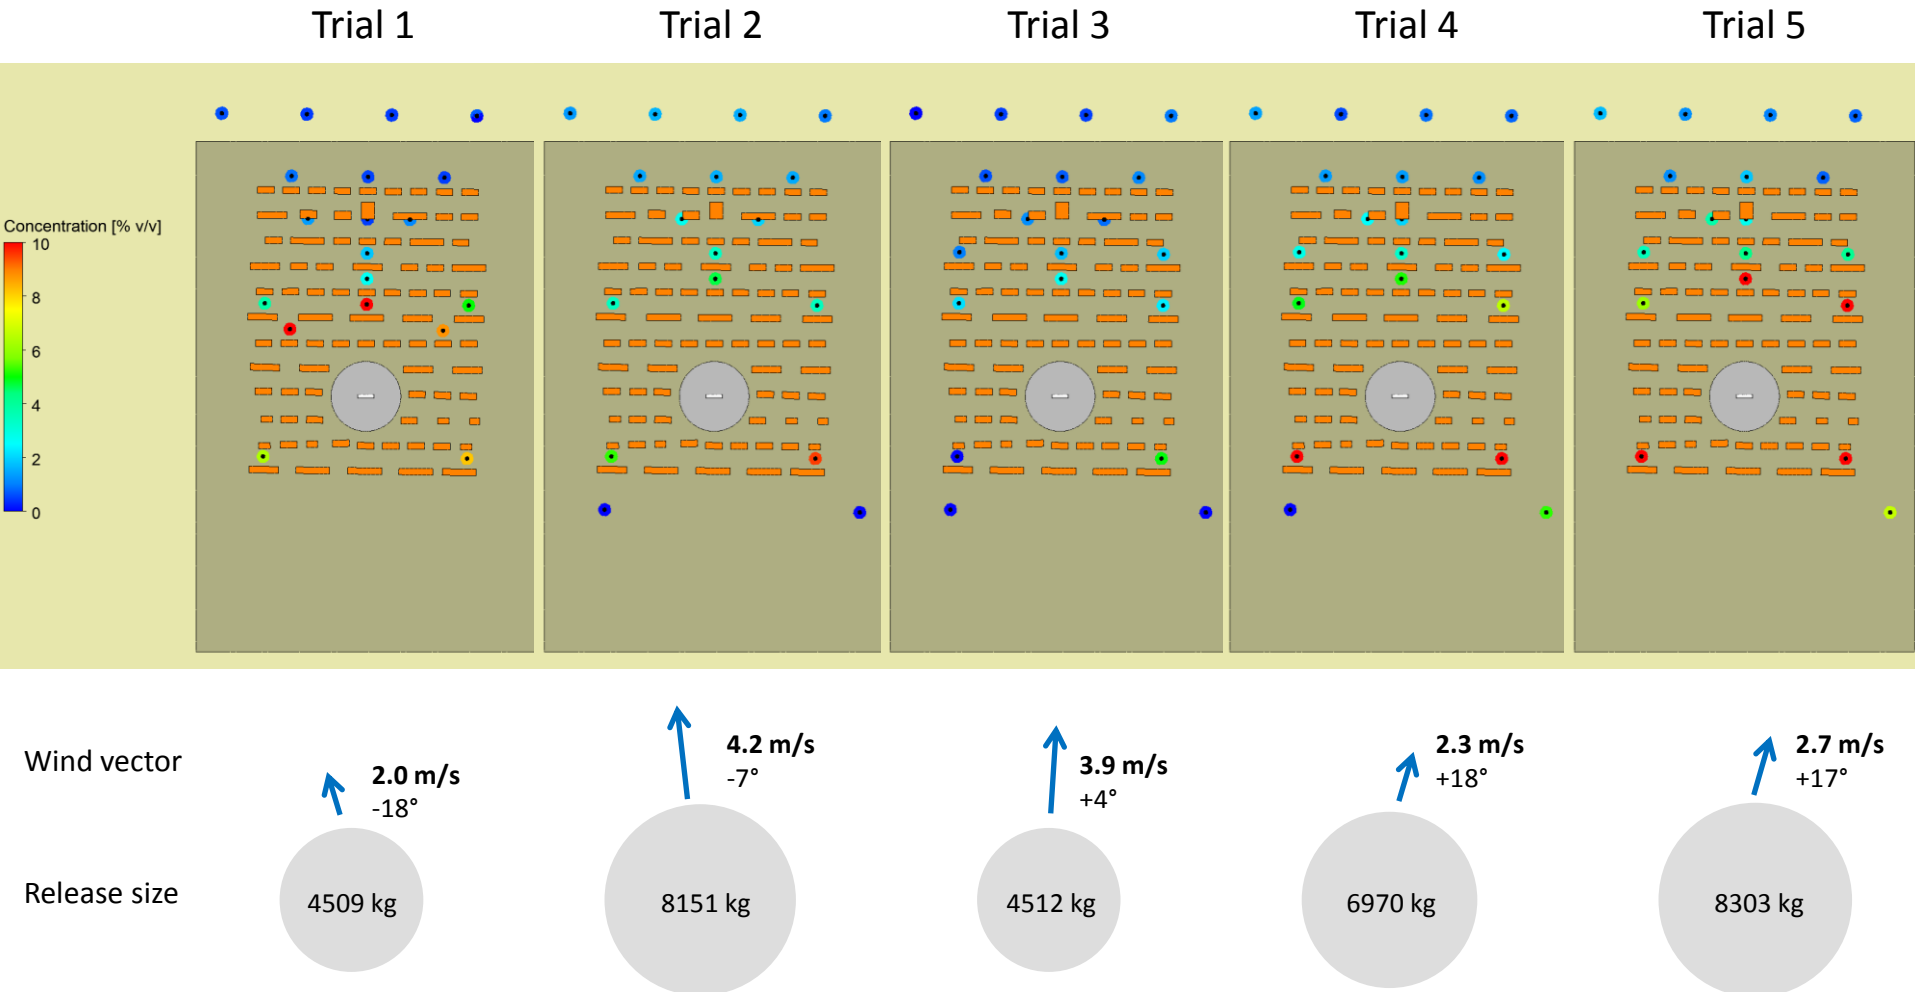 Trial 1
Trial 2
Trial 3
Trial 4
Trial 5
Concentration [% v/v]
10
8
6
4
2
0
Wind vector
2.0 m/s
-18°
4.2 m/s
-7°
3.9 m/s
+4°
2.3 m/s
+18°
2.7 m/s
+17°
Release size
4509 kg
8151 kg
4512 kg
6970 kg
8303 kg